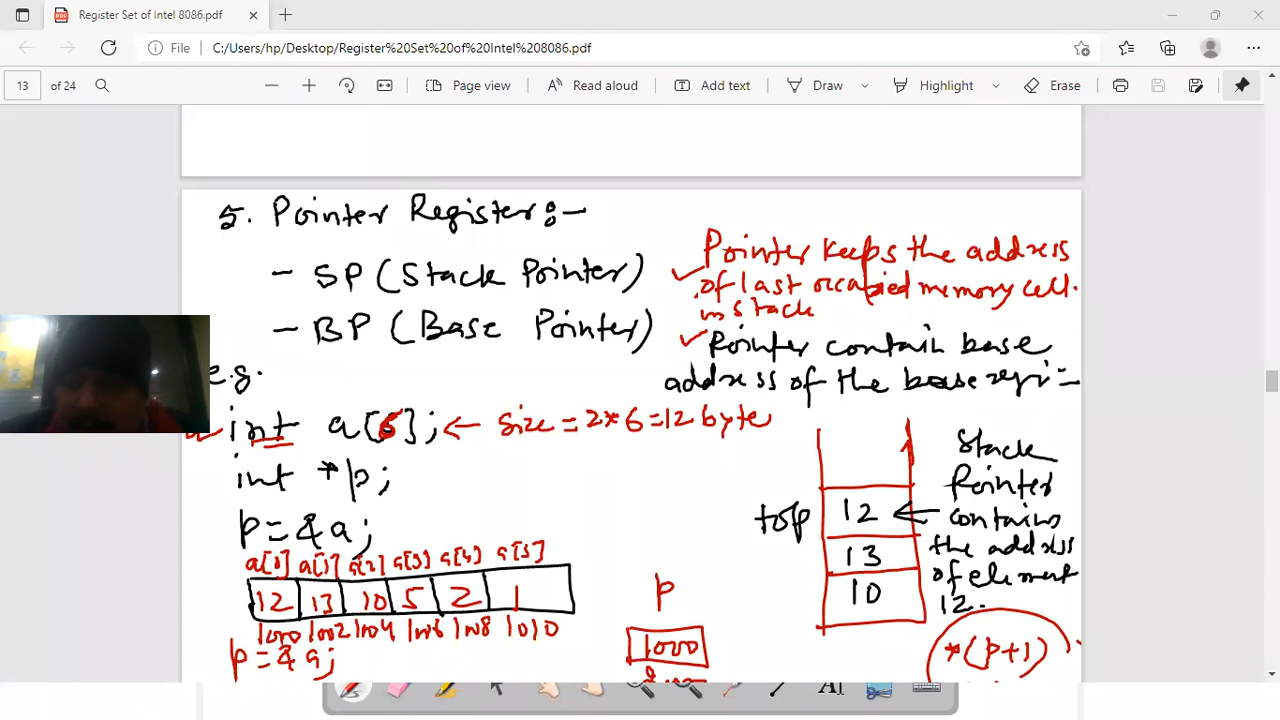 Register Set of Intel 8086.pdf
File
C:/Users/hp/Desktop/Register%20Set%20of%20Intel%208086.pdf
13
of 24
Page view
Read aloud
Add text
Draw
Highlight
Erase
5. Pointer Register :-
- SP (Stack Pointer)
- BP (Base Pointer)
Pointer keeps the address
of last occupied memory cell.
in stack
Pointer contain base
address of the base regi-
e.g.
int a[6]; ← size = 2*6=12 byte
int *p;
p = & a;
a[0] a[1] a[2] a[3] a[4] a[5]
12 13 10 5 2 1
1000 1002 1004 1006 1008 1010
p = & a;
p
1000
top
12
13
10
Stack
Pointer
contains
the address
of element
12.
*(p+1)